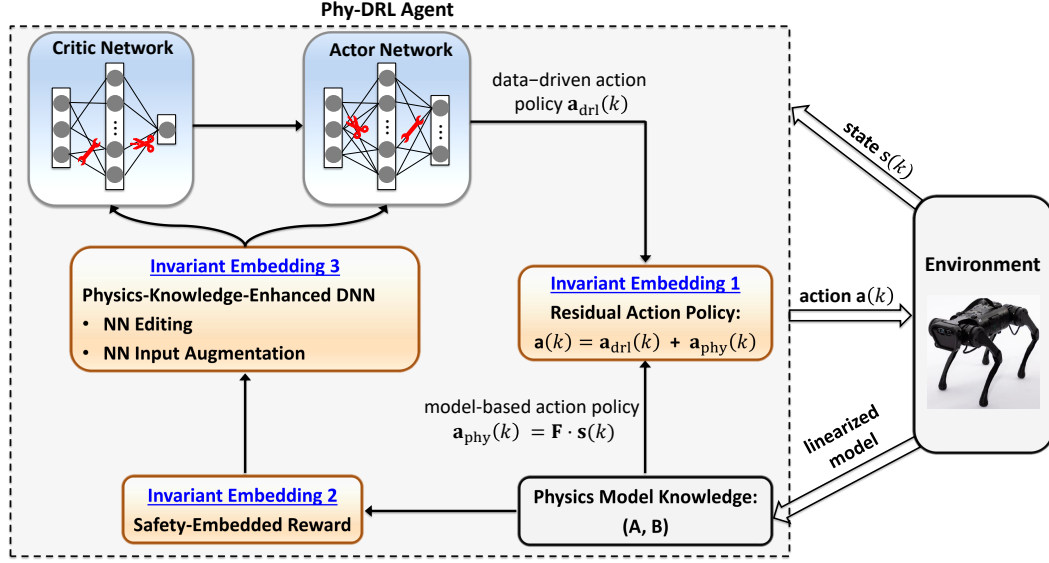 Phy-DRL Agent
Critic Network
Actor Network
data−driven action
policy a_drl(k)
state s(k)
Invariant Embedding 3
Physics-Knowledge-Enhanced DNN
• NN Editing
• NN Input Augmentation
Invariant Embedding 1
Residual Action Policy:
a(k) = a_drl(k) + a_phy(k)
action a(k)
Environment
model-based action policy
a_phy(k) = F · s(k)
linearized
model
Invariant Embedding 2
Safety-Embedded Reward
Physics Model Knowledge:
(A, B)